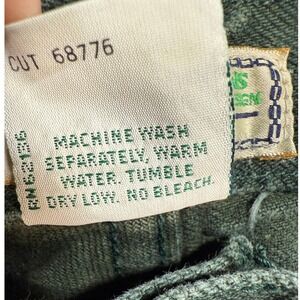 CUT 68776
RN 62136
MACHINE WASH
SEPARATELY, WARM
WATER. TUMBLE
DRY LOW. NO BLEACH.